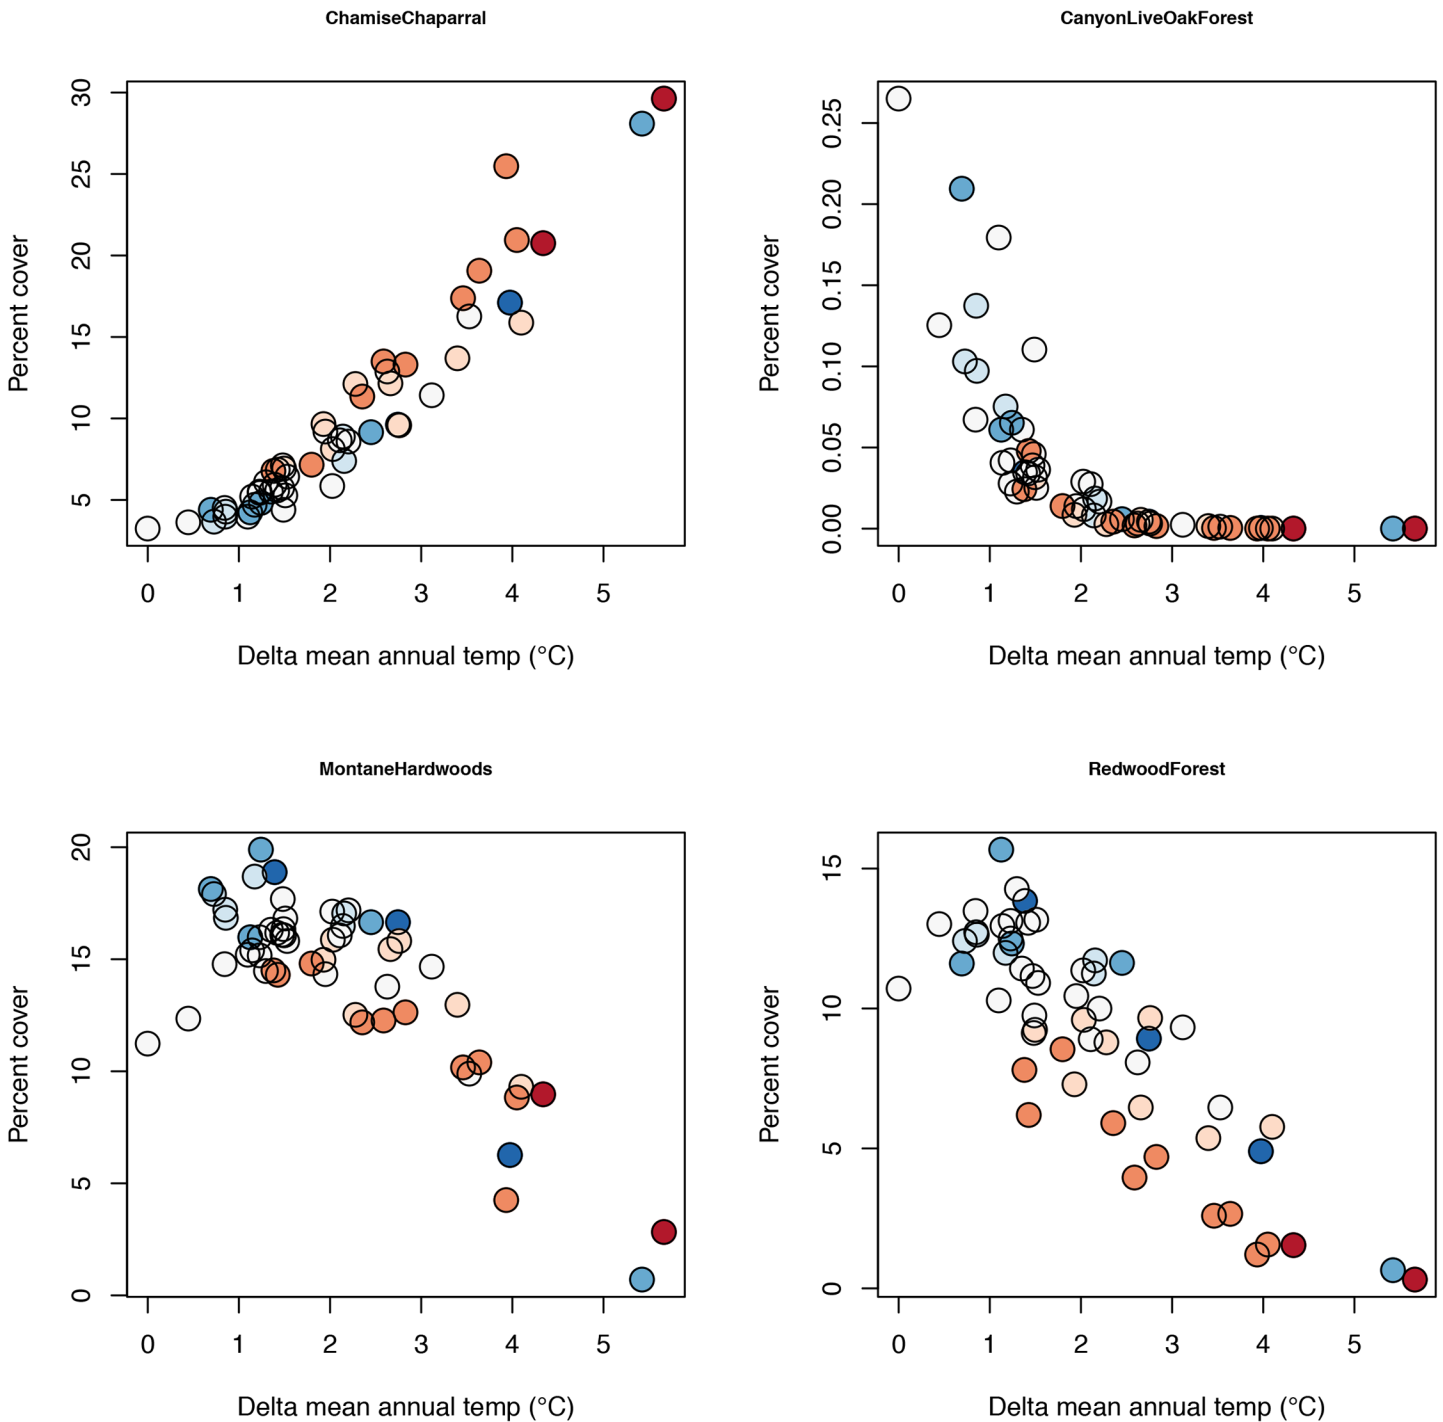 ChamiseChaparral
Percent cover
30
25
20
15
10
5
0 1 2 3 4 5
Delta mean annual temp (°C)
CanyonLiveOakForest
Percent cover
0.25
0.20
0.15
0.10
0.05
0.00
0 1 2 3 4 5
Delta mean annual temp (°C)
MontaneHardwoods
Percent cover
20
15
10
5
0
0 1 2 3 4 5
Delta mean annual temp (°C)
RedwoodForest
Percent cover
15
10
5
0
0 1 2 3 4 5
Delta mean annual temp (°C)